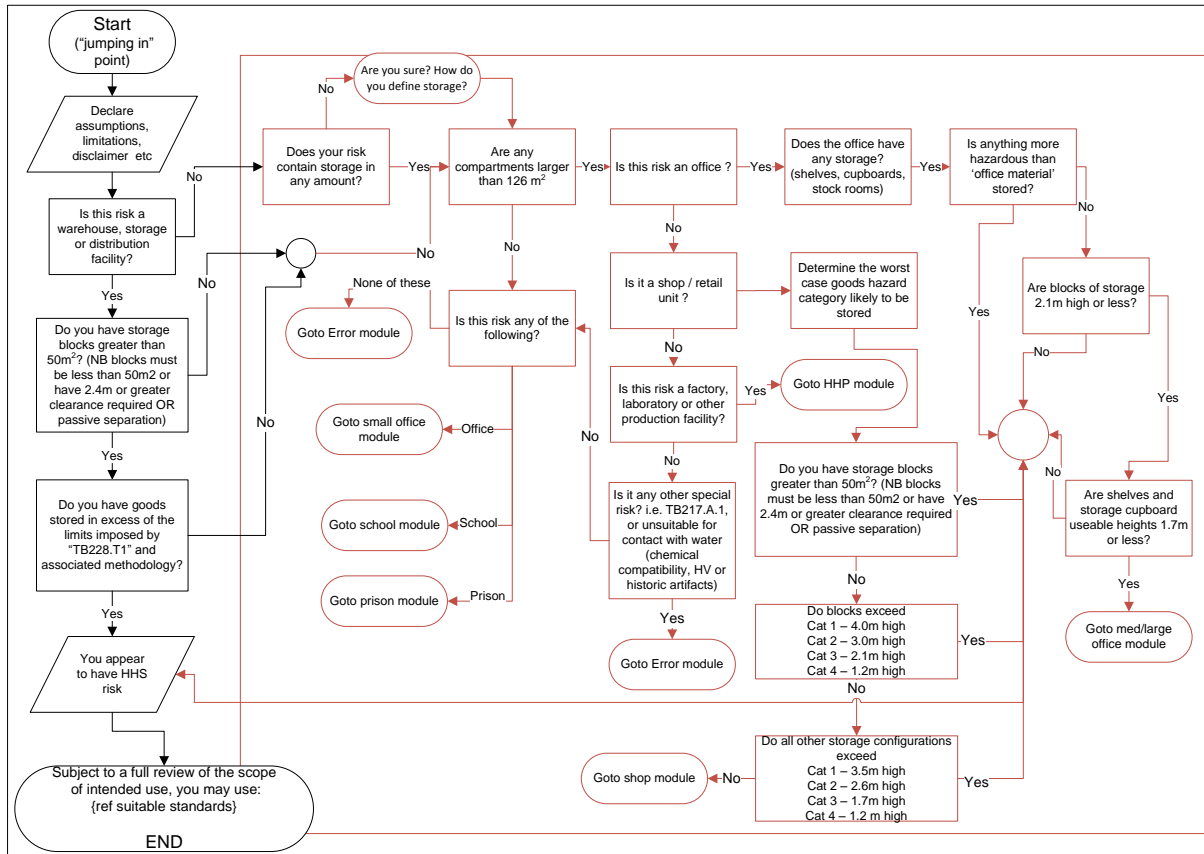 Start
("jumping in"
point)
Declare
assumptions,
limitations,
disclaimer etc
No
Is this risk a
warehouse, storage
or distribution
facility?
Yes
No
Do you have storage
blocks greater than
50m²? (NB blocks must
be less than 50m2 or
have 2.4m or greater
clearance required OR
passive separation)
No
Yes
Do you have goods
stored in excess of the
limits imposed by
"TB228.T1" and
associated methodology?
Yes
You appear
to have HHS
risk
Subject to a full review of the scope
of intended use, you may use:
{ref suitable standards}
END
Are you sure? How do
you define storage?
No
Does your risk
contain storage in
any amount?
Yes
No
Are any
compartments larger
than 126 m²
Yes
No
None of these
Goto Error module
Is this risk any of the
following?
Office
Goto small office
module
School
Goto school module
Prison
Goto prison module
Is this risk an office ?
Yes
No
Is it a shop / retail
unit ?
No
Is this risk a factory,
laboratory or other
production facility?
Yes
Goto HHP module
No
No
Is it any other special
risk? i.e. TB217.A.1,
or unsuitable for
contact with water
(chemical
compatibility, HV or
historic artifacts)
Yes
Goto Error module
Does the office have
any storage?
(shelves, cupboards,
stock rooms)
Yes
Determine the worst
case goods hazard
category likely to be
stored
Do you have storage blocks
greater than 50m²? (NB blocks
must be less than 50m2 or have
2.4m or greater clearance required
OR passive separation)
Yes
No
Do blocks exceed
Cat 1 – 4.0m high
Cat 2 – 3.0m high
Cat 3 – 2.1m high
Cat 4 – 1.2m high
Yes
No
Do all other storage configurations
exceed
Cat 1 – 3.5m high
Cat 2 – 2.6m high
Cat 3 – 1.7m high
Cat 4 – 1.2 m high
Yes
No
Goto shop module
Is anything more
hazardous than
'office material'
stored?
No
Yes
Are blocks of storage
2.1m high or less?
No
Yes
No
Are shelves and
storage cupboard
useable heights 1.7m
or less?
Yes
Goto med/large
office module